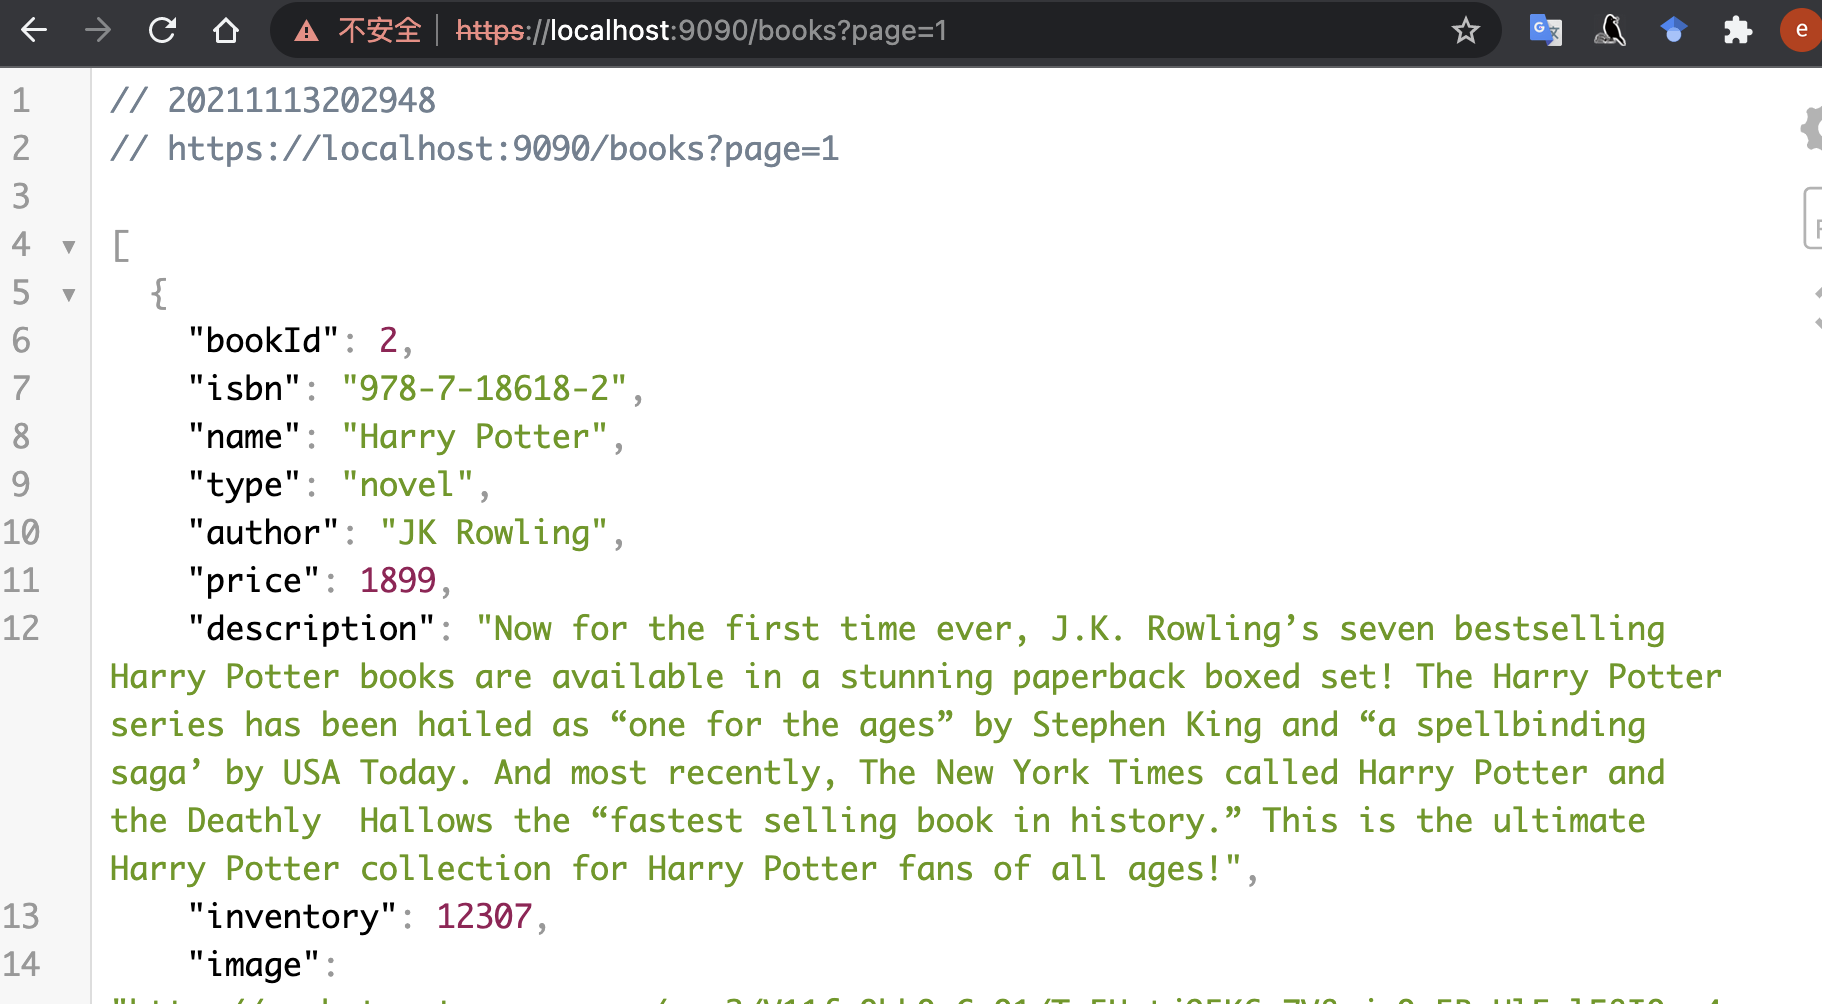 不安全 https://localhost:9090/books?page=1
e
1 // 20211113202948
2 // https://localhost:9090/books?page=1
3
4 [
5 {
6 "bookId": 2,
7 "isbn": "978-7-18618-2",
8 "name": "Harry Potter",
9 "type": "novel",
10 "author": "JK Rowling",
11 "price": 1899,
12 "description": "Now for the first time ever, J.K. Rowling’s seven bestselling
Harry Potter books are available in a stunning paperback boxed set! The Harry Potter
series has been hailed as “one for the ages” by Stephen King and “a spellbinding
saga’ by USA Today. And most recently, The New York Times called Harry Potter and
the Deathly  Hallows the “fastest selling book in history.” This is the ultimate
Harry Potter collection for Harry Potter fans of all ages!",
13 "inventory": 12307,
14 "image":